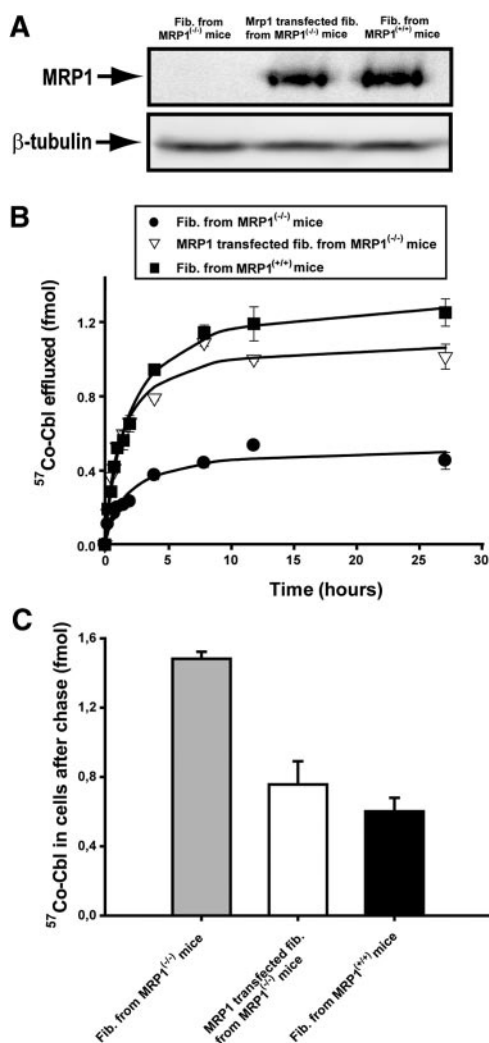 A
Fib. from
MRP1(-/-) mice
Mrp1 transfected fib.
from MRP1(-/-) mice
Fib. from
MRP1(+/+) mice
MRP1
β-tubulin
B
Fib. from MRP1(-/-) mice
MRP1 transfected fib. from MRP1(-/-) mice
Fib. from MRP1(+/+) mice
57Co-Cbl effluxed (fmol)
1.2
0.8
0.4
0.0
0 5 10 15 20 25 30
Time (hours)
C
57Co-Cbl in cells after chase (fmol)
1,6
1,2
0,8
0,4
0,0
Fib. from MRP1(-/-) mice
MRP1 transfected fib.
from MRP1(-/-) mice
Fib. from MRP1(+/+) mice